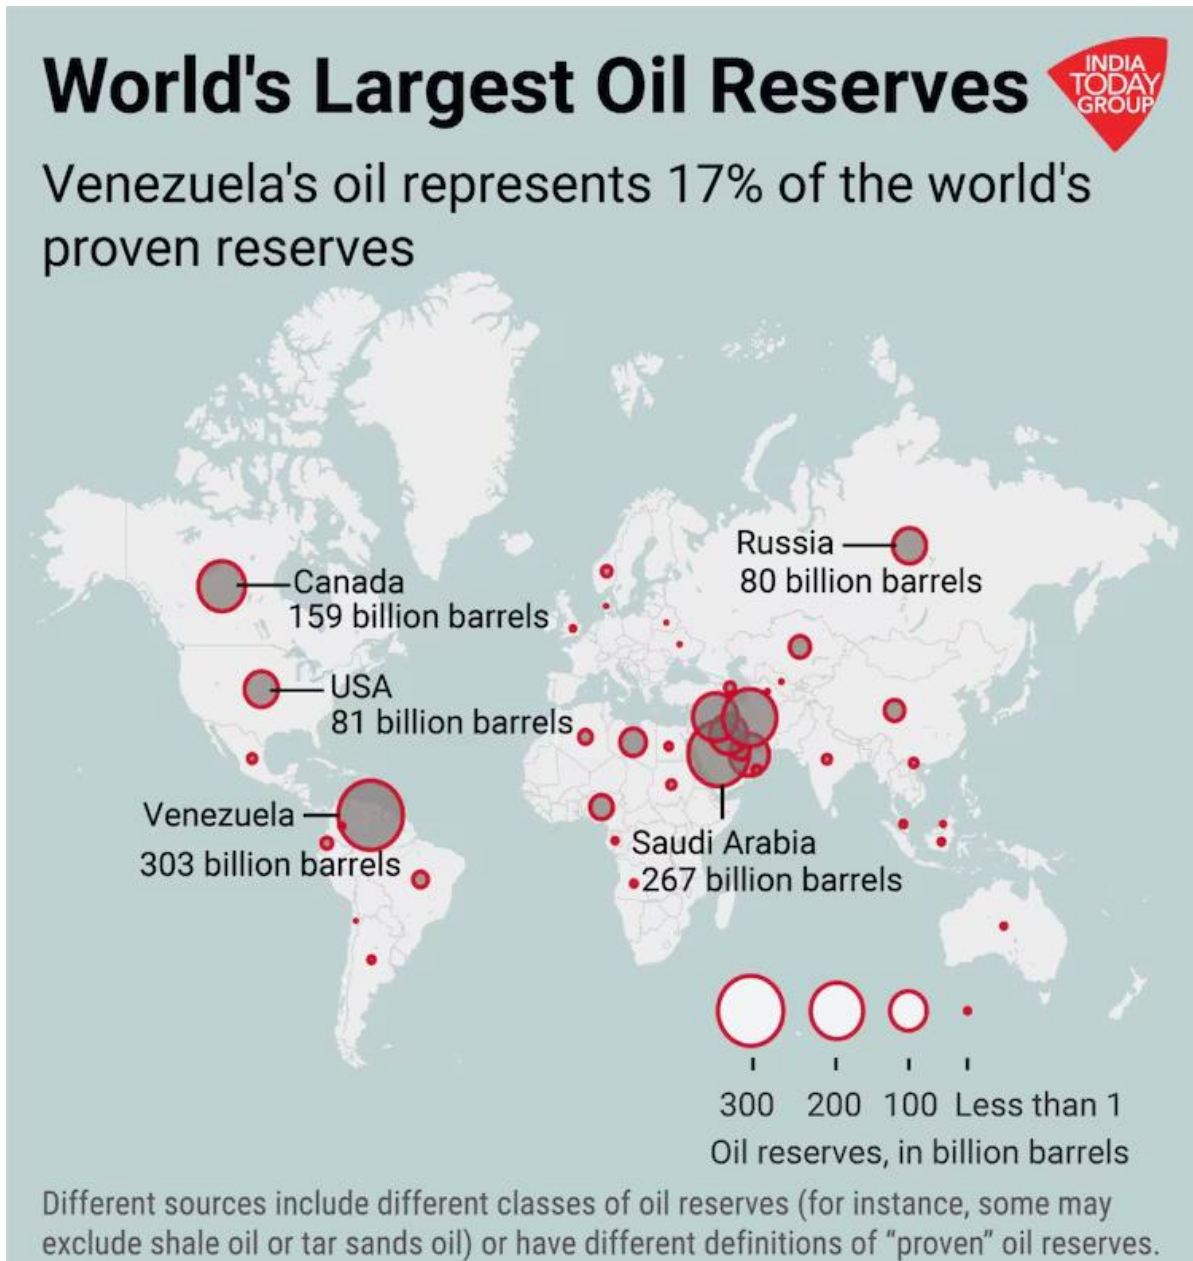 World's Largest Oil Reserves
INDIA
TODAY
GROUP
Venezuela's oil represents 17% of the world's
proven reserves
Russia
80 billion barrels
Canada
159 billion barrels
USA
81 billion barrels
Venezuela
303 billion barrels
Saudi Arabia
267 billion barrels
300 200 100 Less than 1
Oil reserves, in billion barrels
Different sources include different classes of oil reserves (for instance, some may
exclude shale oil or tar sands oil) or have different definitions of “proven” oil reserves.